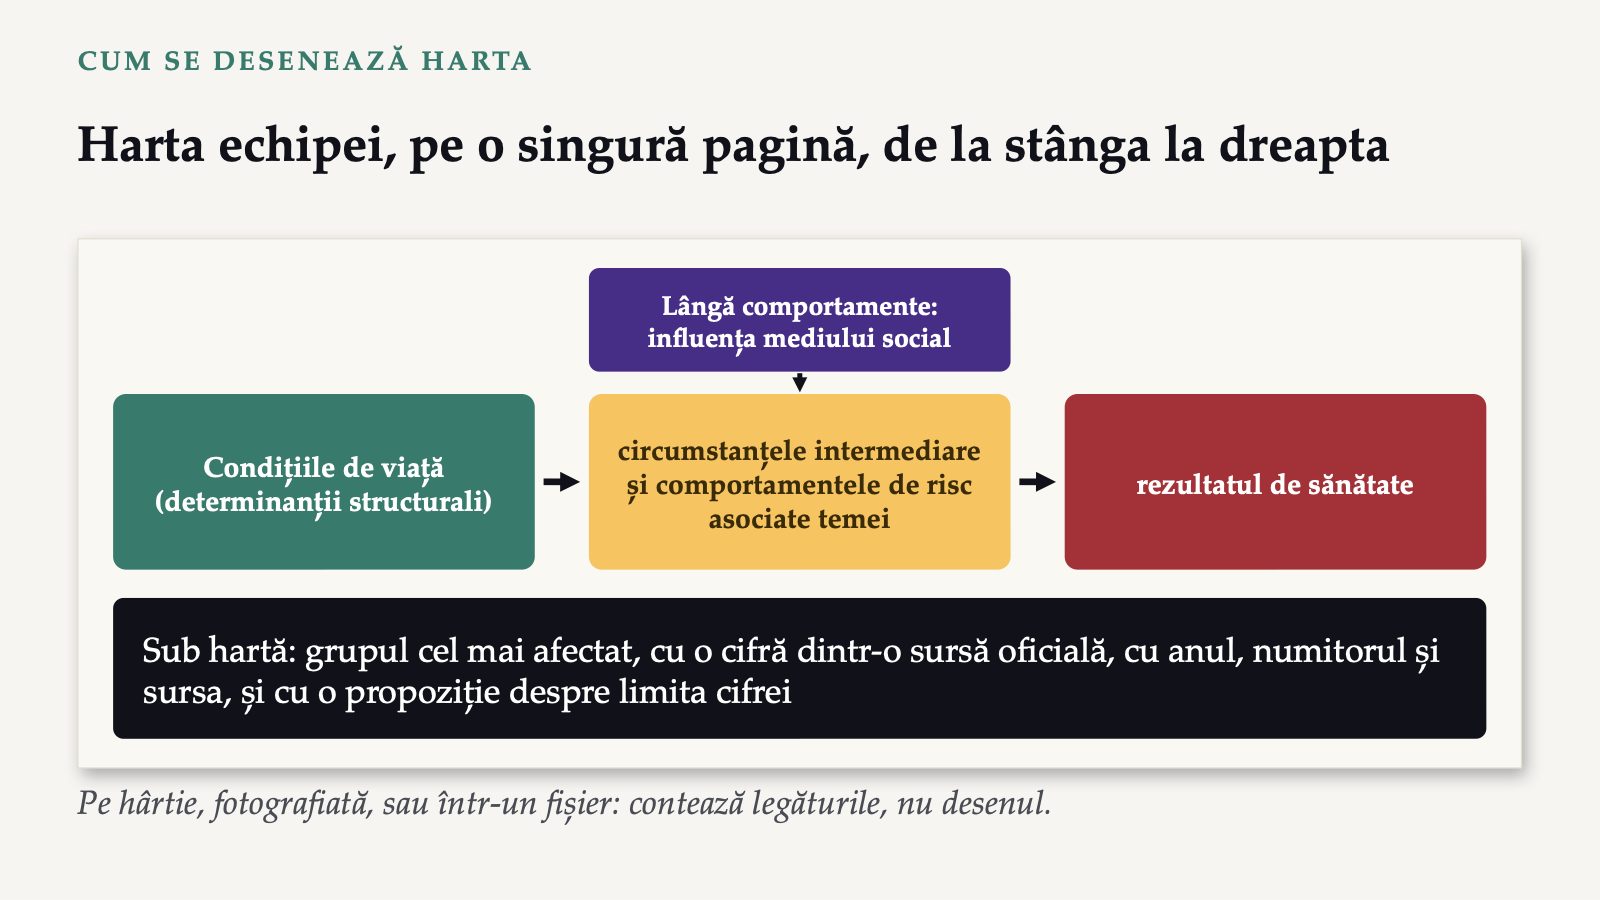 CUM SE DESENEAZĂ HARTA
Harta echipei, pe o singură pagină, de la stânga la dreapta
Lângă comportamente:
influența mediului social
Condițiile de viață
(determinanții structurali)
circumstanțele intermediare
și comportamentele de risc
asociate temei
rezultatul de sănătate
Sub hartă: grupul cel mai afectat, cu o cifră dintr-o sursă oficială, cu anul, numitorul și
sursa, și cu o propoziție despre limita cifrei
Pe hârtie, fotografiată, sau într-un fișier: contează legăturile, nu desenul.